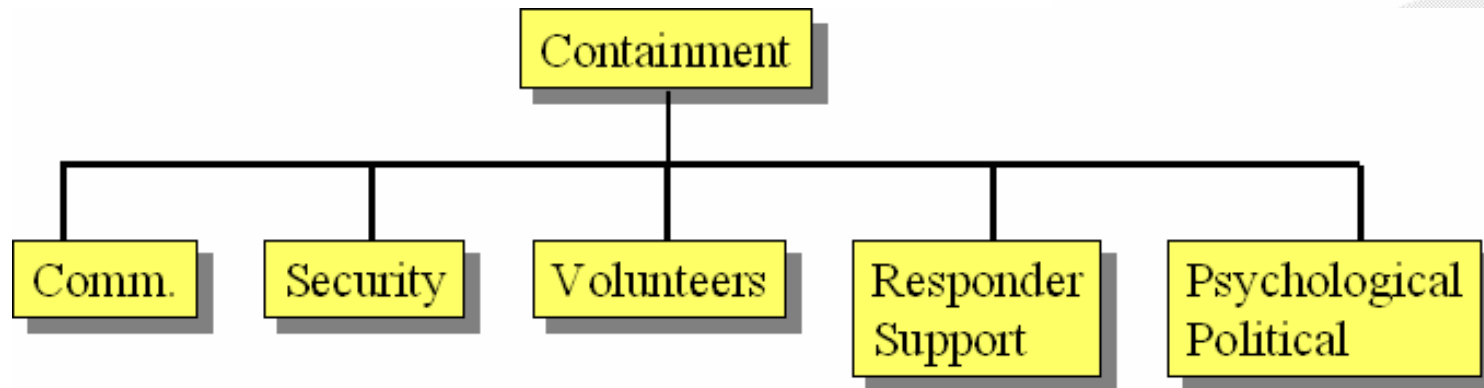 Containment
Comm.
Security
Volunteers
Responder
Support
Psychological
Political